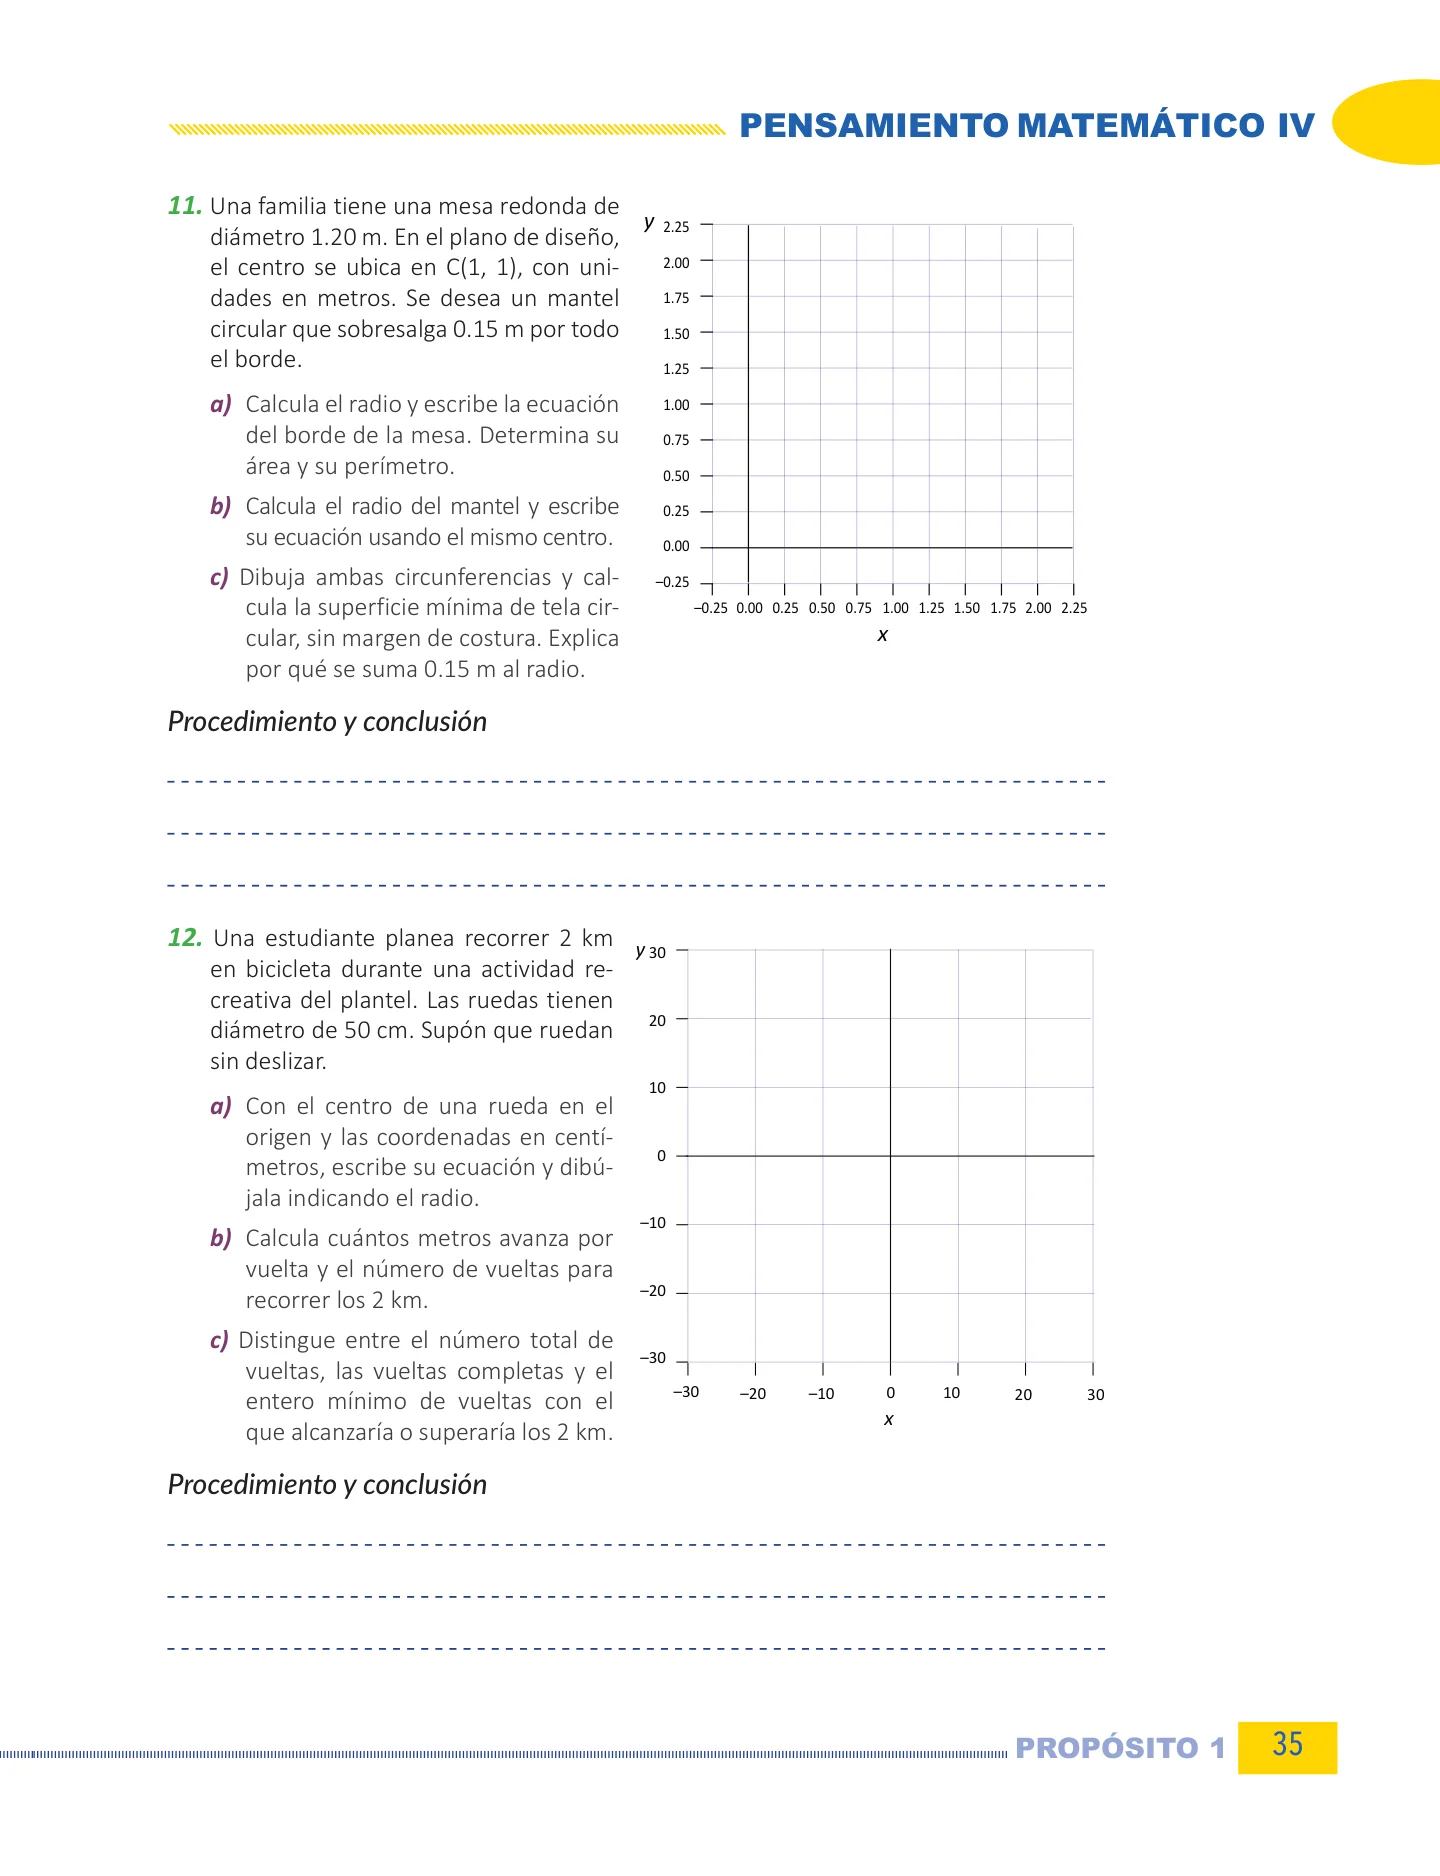 PENSAMIENTO MATEMÁTICO IV
11. Una familia tiene una mesa redonda de
diámetro 1.20 m. En el plano de diseño,
el centro se ubica en C(1, 1), con uni-
dades en metros. Se desea un mantel
circular que sobresalga 0.15 m por todo
el borde.
a) Calcula el radio y escribe la ecuación
del borde de la mesa. Determina su
área y su perímetro.
b) Calcula el radio del mantel y escribe
su ecuación usando el mismo centro.
c) Dibuja ambas circunferencias y cal-
cula la superficie mínima de tela cir-
cular, sin margen de costura. Explica
por qué se suma 0.15 m al radio.
y 2.25
2.00
1.75
1.50
1.25
1.00
0.75
0.50
0.25
0.00
–0.25
–0.25 0.00 0.25 0.50 0.75 1.00 1.25 1.50 1.75 2.00 2.25
x
Procedimiento y conclusión
12. Una estudiante planea recorrer 2 km
en bicicleta durante una actividad re-
creativa del plantel. Las ruedas tienen
diámetro de 50 cm. Supón que ruedan
sin deslizar.
a) Con el centro de una rueda en el
origen y las coordenadas en centí-
metros, escribe su ecuación y dibú-
jala indicando el radio.
b) Calcula cuántos metros avanza por
vuelta y el número de vueltas para
recorrer los 2 km.
c) Distingue entre el número total de
vueltas, las vueltas completas y el
entero mínimo de vueltas con el
que alcanzaría o superaría los 2 km.
y 30
20
10
0
–10
–20
–30
–30 –20 –10 0 10 20 30
x
Procedimiento y conclusión
PROPÓSITO 1 35